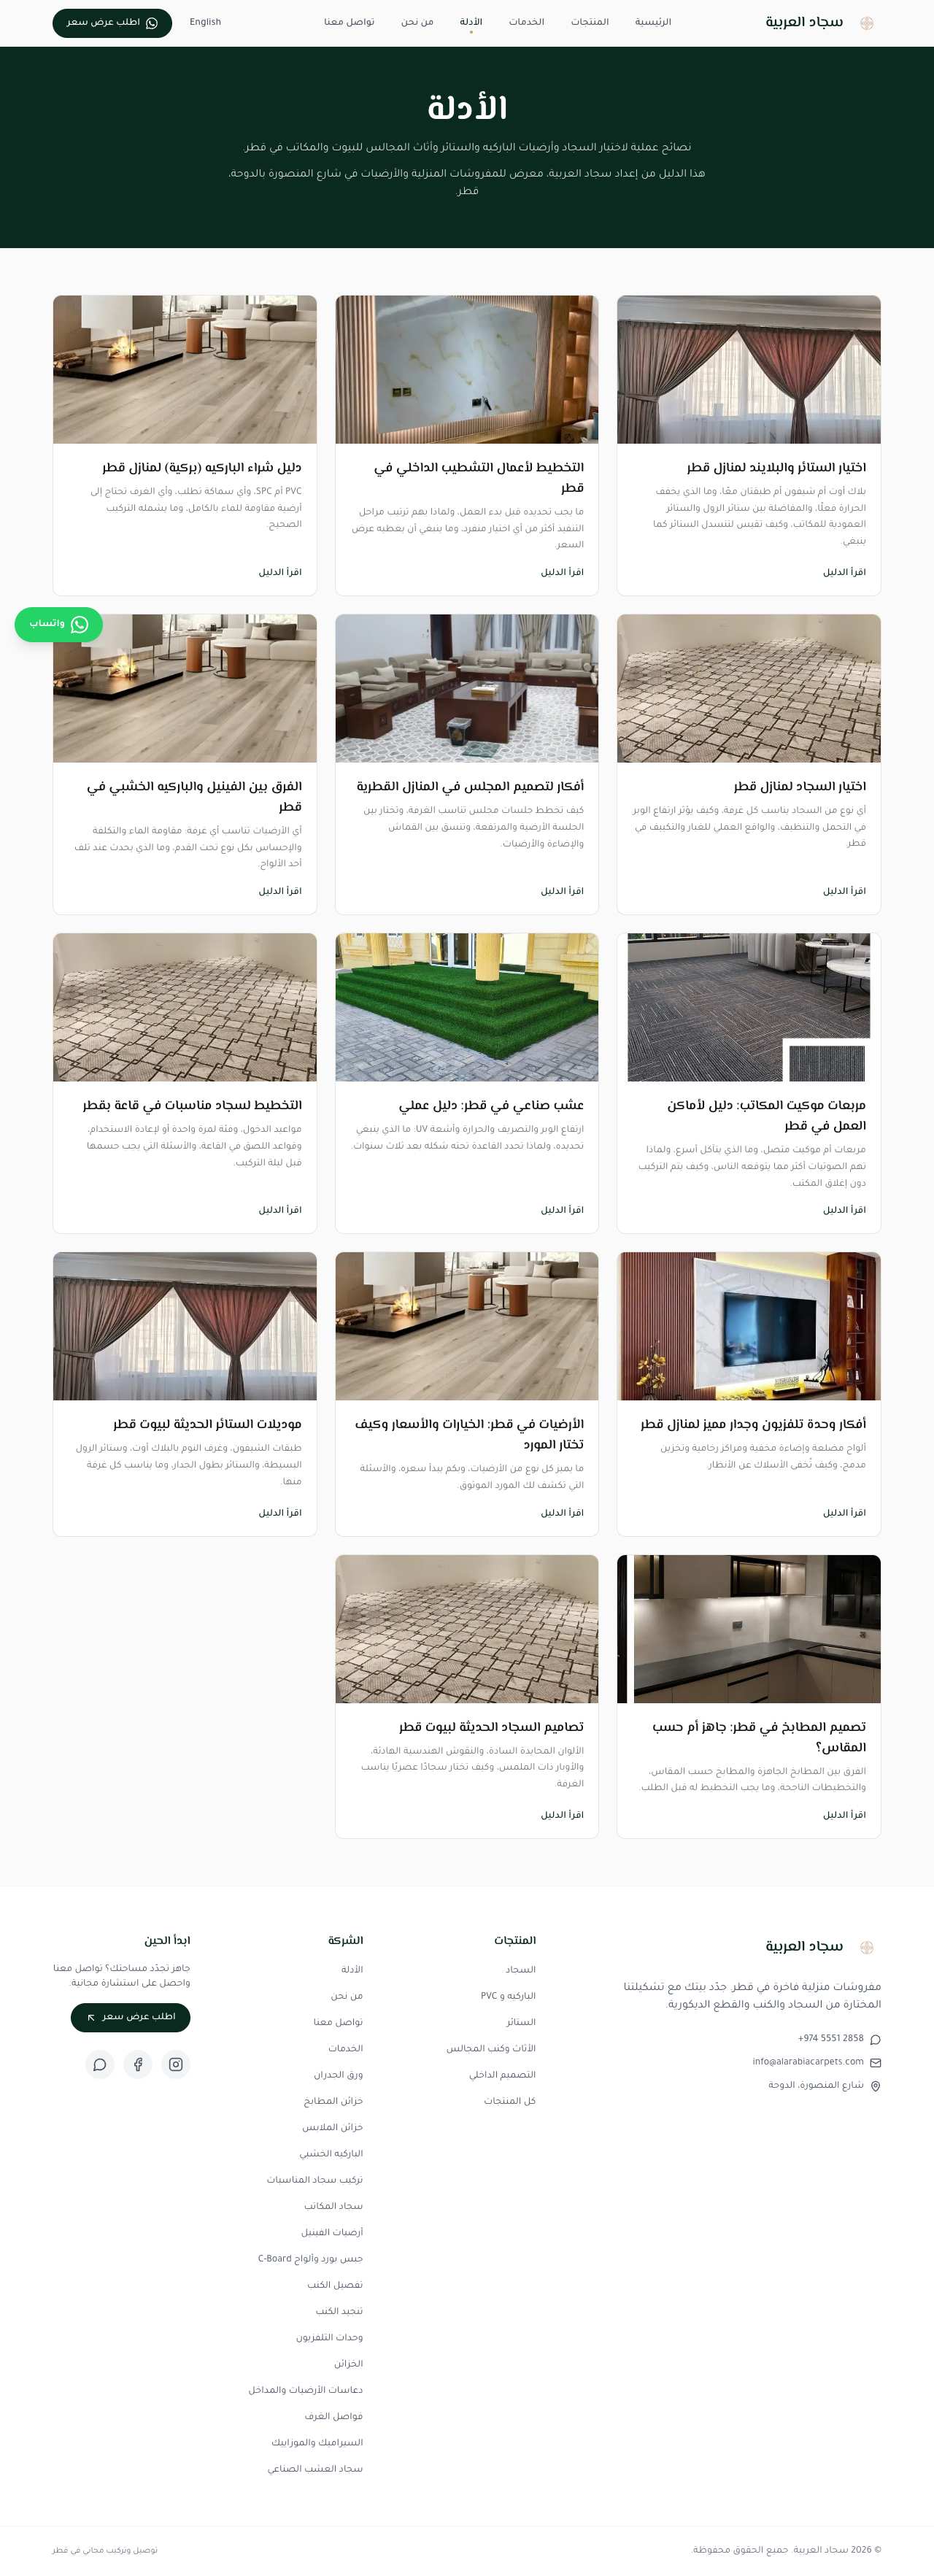 سجاد العربية
الرئيسية
المنتجات
الخدمات
الأدلة
من نحن
تواصل معنا
English
اطلب عرض سعر
الأدلة
نصائح عملية لاختيار السجاد وأرضيات الباركيه والستائر وأثاث المجالس للبيوت والمكاتب في قطر.
هذا الدليل من إعداد سجاد العربية، معرض للمفروشات المنزلية والأرضيات في شارع المنصورة بالدوحة،
قطر.
اختيار الستائر والبلايند لمنازل قطر
بلاك أوت أم شيفون أم طبقتان معًا، وما الذي يخفف
الحرارة فعلًا، والمفاضلة بين ستائر الرول والستائر
العمودية للمكاتب، وكيف تقيس لتنسدل الستائر كما
ينبغي.
اقرأ الدليل
التخطيط لأعمال التشطيب الداخلي في
قطر
ما يجب تحديده قبل بدء العمل، ولماذا يهم ترتيب مراحل
التنفيذ أكثر من أي اختيار منفرد، وما ينبغي أن يغطيه عرض
السعر.
اقرأ الدليل
دليل شراء الباركيه (بركية) لمنازل قطر
PVC أم SPC، وأي سماكة تطلب، وأي الغرف تحتاج إلى
أرضية مقاومة للماء بالكامل، وما يشمله التركيب
الصحيح.
اقرأ الدليل
واتساب
اختيار السجاد لمنازل قطر
أي نوع من السجاد يناسب كل غرفة، وكيف يؤثر ارتفاع الوبر
في التحمل والتنظيف، والواقع العملي للغبار والتكييف في
قطر.
اقرأ الدليل
أفكار لتصميم المجلس في المنازل القطرية
كيف تخطط جلسات مجلس تناسب الغرفة، وتختار بين
الجلسة الأرضية والمرتفعة، وتنسق بين القماش
والإضاءة والأرضيات.
اقرأ الدليل
الفرق بين الفينيل والباركيه الخشبي في
قطر
أي الأرضيات تناسب أي غرفة: مقاومة الماء والتكلفة
والإحساس بكل نوع تحت القدم، وما الذي يحدث عند تلف
أحد الألواح.
اقرأ الدليل
مربعات موكيت المكاتب: دليل لأماكن
العمل في قطر
مربعات أم موكيت متصل، وما الذي يتآكل أسرع، ولماذا
تهم الصوتيات أكثر مما يتوقعه الناس، وكيف يتم التركيب
دون إغلاق المكتب.
اقرأ الدليل
عشب صناعي في قطر: دليل عملي
ارتفاع الوبر والتصريف والحرارة وأشعة UV: ما الذي ينبغي
تحديده، ولماذا تحدد القاعدة تحته شكله بعد ثلاث سنوات.
اقرأ الدليل
التخطيط لسجاد مناسبات في قاعة بقطر
مواعيد الدخول، وفئة لمرة واحدة أو لإعادة الاستخدام،
وقواعد اللصق في القاعة، والأسئلة التي يجب حسمها
قبل ليلة التركيب.
اقرأ الدليل
أفكار وحدة تلفزيون وجدار مميز لمنازل قطر
ألواح مضلعة وإضاءة مخفية ومراكز رخامية وتخزين
مدمج، وكيف تُخفى الأسلاك عن الأنظار.
اقرأ الدليل
الأرضيات في قطر: الخيارات والأسعار وكيف
تختار المورد
ما يميز كل نوع من الأرضيات، وبكم يبدأ سعره، والأسئلة
التي تكشف لك المورد الموثوق.
اقرأ الدليل
موديلات الستائر الحديثة لبيوت قطر
طبقات الشيفون، وغرف النوم بالبلاك أوت، وستائر الرول
البسيطة، والستائر بطول الجدار، وما يناسب كل غرفة
منها.
اقرأ الدليل
تصميم المطابخ في قطر: جاهز أم حسب
المقاس؟
الفرق بين المطابخ الجاهزة والمطابخ حسب المقاس،
والتخطيطات الناجحة، وما يجب التخطيط له قبل الطلب.
اقرأ الدليل
تصاميم السجاد الحديثة لبيوت قطر
الألوان المحايدة السادة، والنقوش الهندسية الهادئة،
والأوبار ذات الملمس، وكيف تختار سجادًا عصريًا يناسب
الغرفة.
اقرأ الدليل
سجاد العربية
مفروشات منزلية فاخرة في قطر. جدّد بيتك مع تشكيلتنا
المختارة من السجاد والكنب والقطع الديكورية.
+974 5551 2858
info@alarabiacarpets.com
شارع المنصورة، الدوحة
المنتجات
السجاد
الباركيه و PVC
الستائر
الأثاث وكنب المجالس
التصميم الداخلي
كل المنتجات
الشركة
الأدلة
من نحن
تواصل معنا
الخدمات
ورق الجدران
خزائن المطابخ
خزائن الملابس
الباركيه الخشبي
تركيب سجاد المناسبات
سجاد المكاتب
أرضيات الفينيل
جبس بورد وألواح C-Board
تفصيل الكنب
تنجيد الكنب
وحدات التلفزيون
الخزائن
دعاسات الأرضيات والمداخل
فواصل الغرف
السيراميك والموزاييك
سجاد العشب الصناعي
ابدأ الحين
جاهز تجدّد مساحتك؟ تواصل معنا
واحصل على استشارة مجانية.
اطلب عرض سعر
© 2026 سجاد العربية. جميع الحقوق محفوظة.
توصيل وتركيب مجاني في قطر